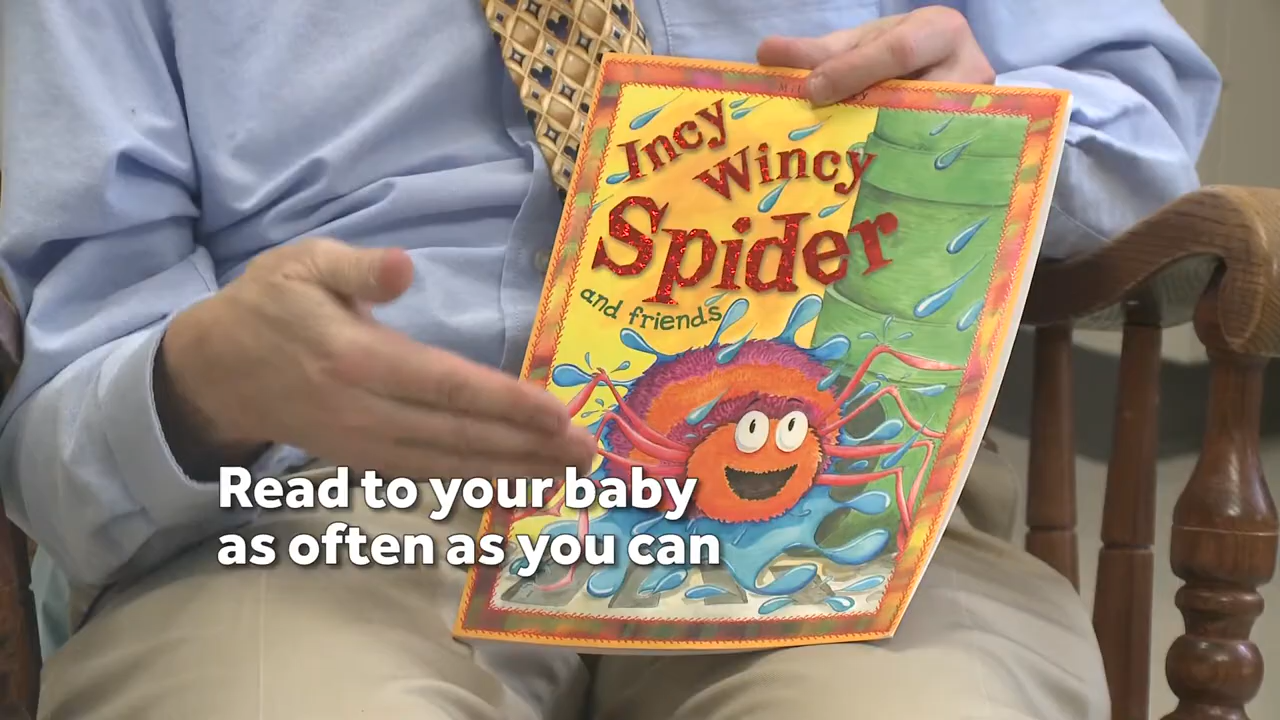 Incy
Wincy
Spider
and friends
Read to your baby
as often as you can